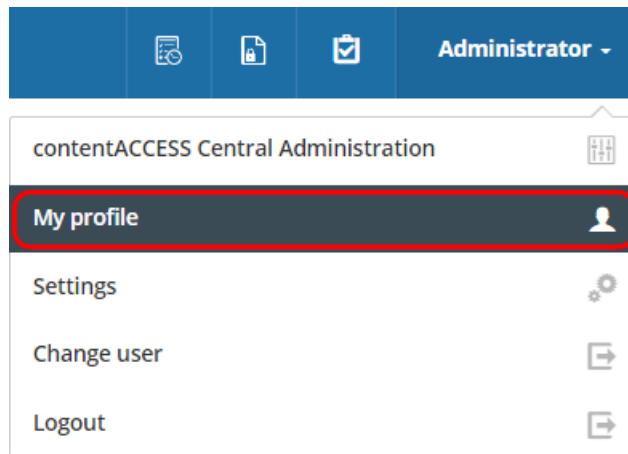 Administrator
contentACCESS Central Administration
My profile
Settings
Change user
Logout